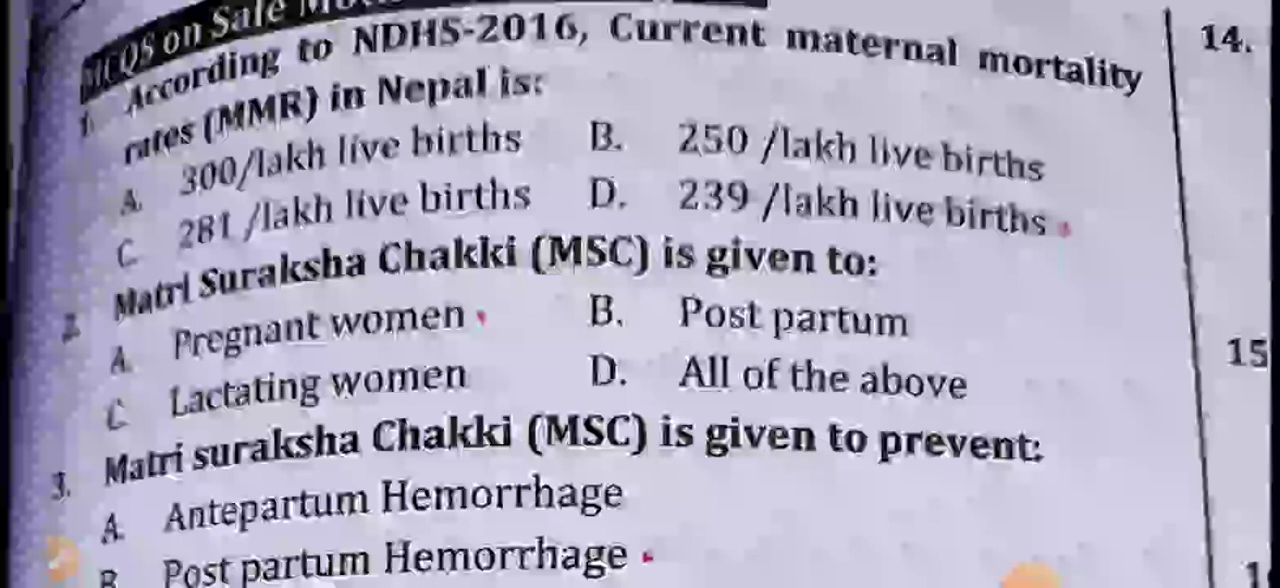 MCQS on Safe
1. According to NDHS-2016, Current maternal mortality
rates (MMR) in Nepal is:
A. 300/lakh live births B. 250 /lakh live births
C. 281 /lakh live births D. 239 /lakh live births
2. Matri Suraksha Chakki (MSC) is given to:
A. Pregnant women B. Post partum
C. Lactating women D. All of the above
3. Matri suraksha Chakki (MSC) is given to prevent:
A. Antepartum Hemorrhage
B. Post partum Hemorrhage
14.
15
1